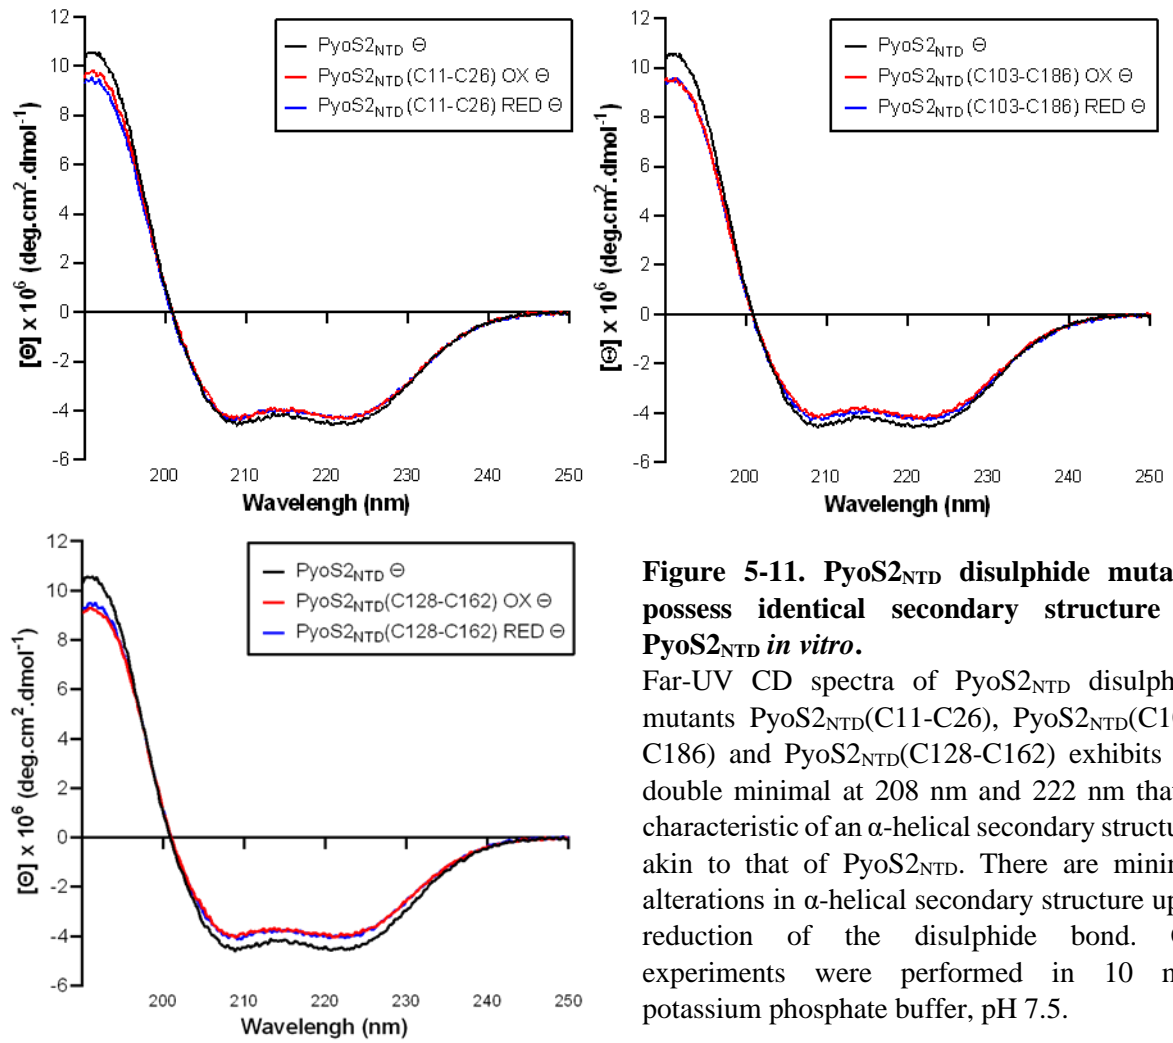 12
10
8
6
4
2
0
-2
-4
-6
[Θ] x 10⁶ (deg.cm².dmol⁻¹)
PyoS2NTD Θ
PyoS2NTD(C11-C26) OX Θ
PyoS2NTD(C11-C26) RED Θ
200 210 220 230 240 250
Wavelengh (nm)
12
10
8
6
4
2
0
-2
-4
-6
[Θ] x 10⁶ (deg.cm².dmol⁻¹)
PyoS2NTD Θ
PyoS2NTD(C103-C186) OX Θ
PyoS2NTD(C103-C186) RED Θ
200 210 220 230 240 250
Wavelengh (nm)
12
10
8
6
4
2
0
-2
-4
-6
[Θ] x 10⁶ (deg.cm².dmol⁻¹)
PyoS2NTD Θ
PyoS2NTD(C128-C162) OX Θ
PyoS2NTD(C128-C162) RED Θ
200 210 220 230 240 250
Wavelengh (nm)
Figure 5-11. PyoS2NTD disulphide muta
possess identical secondary structure
PyoS2NTD in vitro.
Far-UV CD spectra of PyoS2NTD disulph
mutants PyoS2NTD(C11-C26), PyoS2NTD(C1
C186) and PyoS2NTD(C128-C162) exhibits
double minimal at 208 nm and 222 nm that
characteristic of an α-helical secondary structu
akin to that of PyoS2NTD. There are mini
alterations in α-helical secondary structure up
reduction of the disulphide bond.
experiments were performed in 10 m
potassium phosphate buffer, pH 7.5.